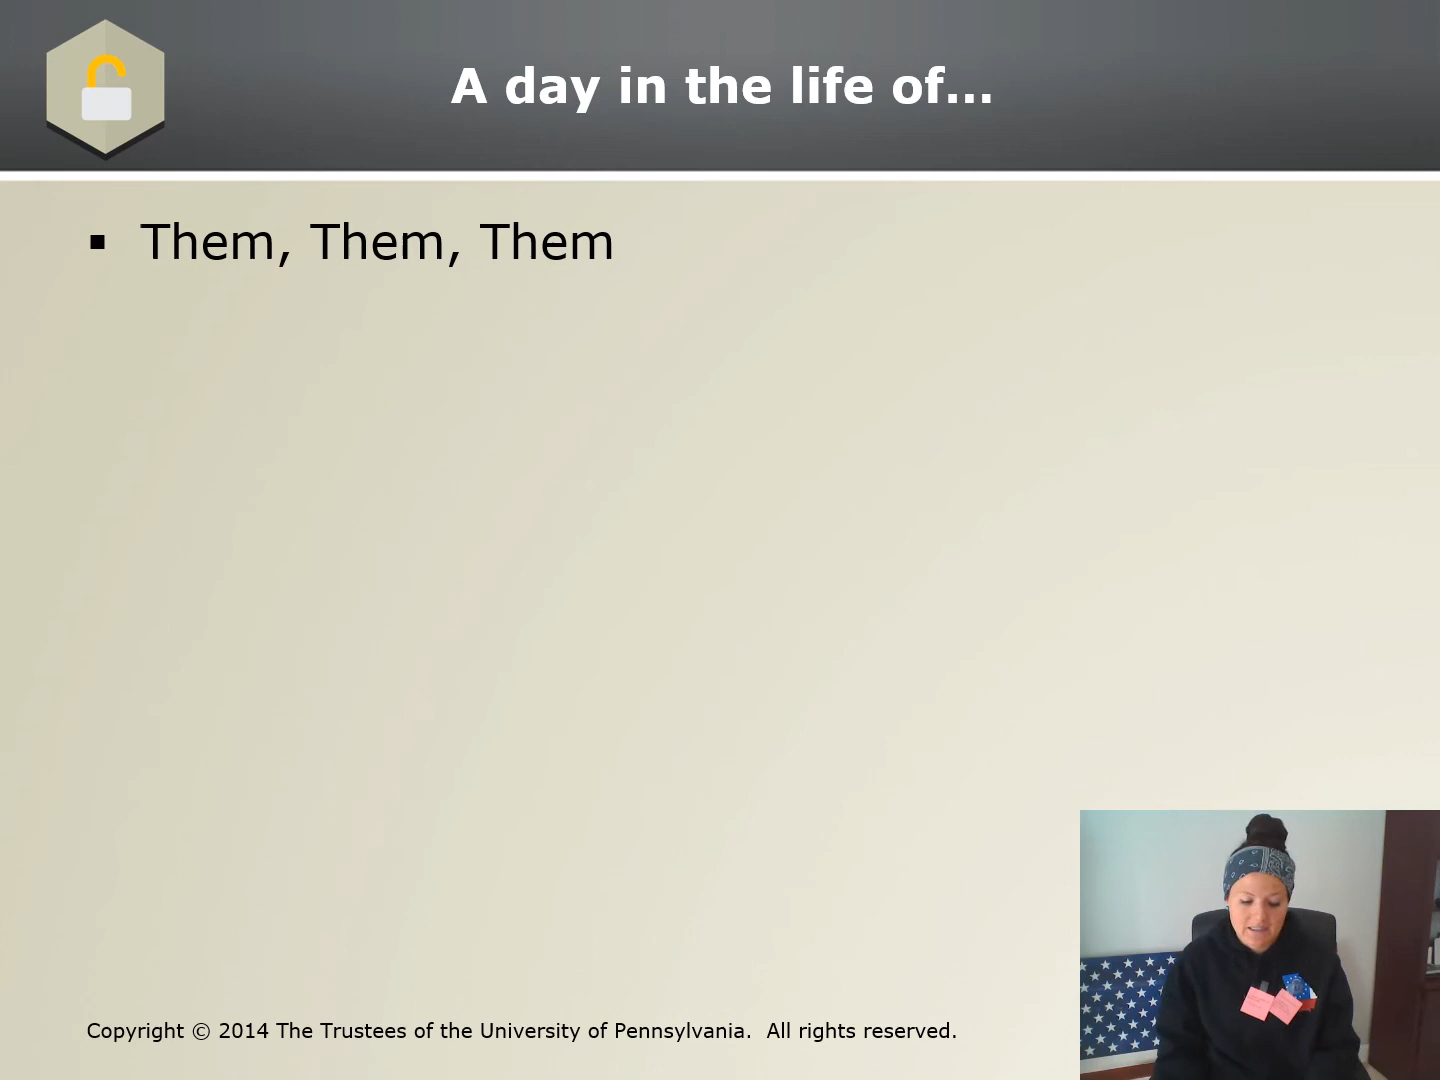 A day in the life of...
▪ Them, Them, Them
Copyright © 2014 The Trustees of the University of Pennsylvania. All rights reserved.